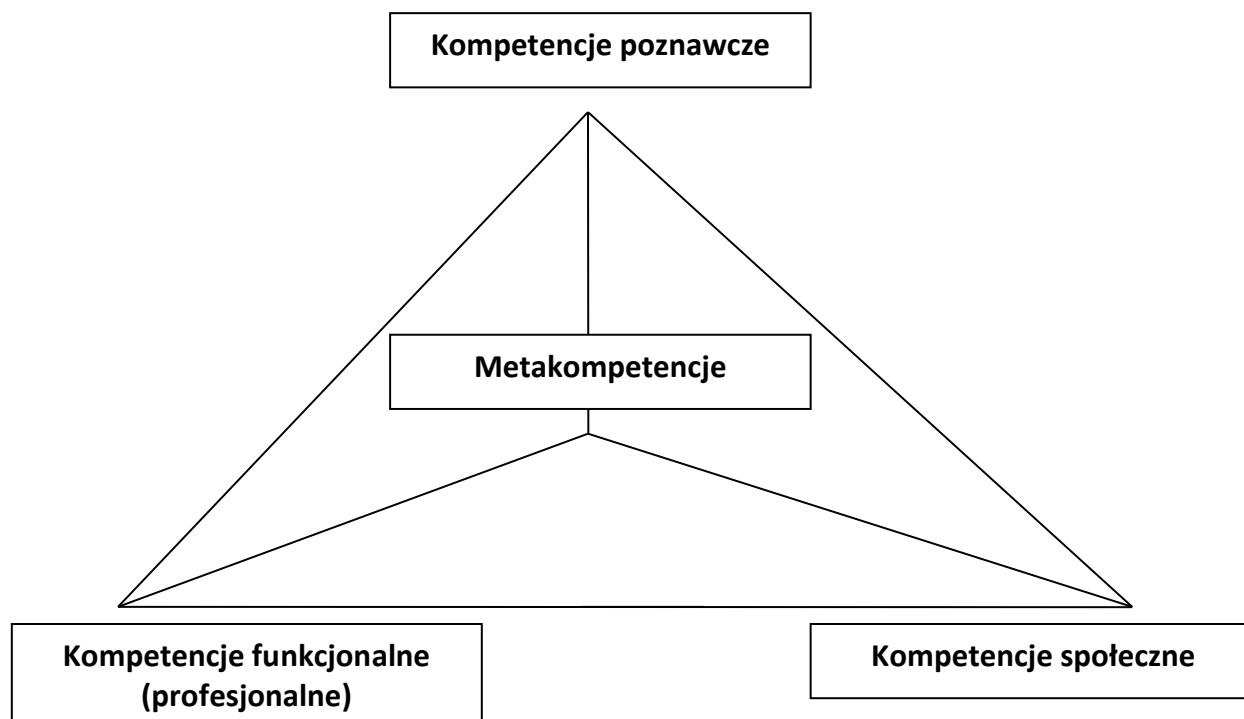 Kompetencje poznawcze
Metakompetencje
Kompetencje funkcjonalne
(profesjonalne)
Kompetencje społeczne